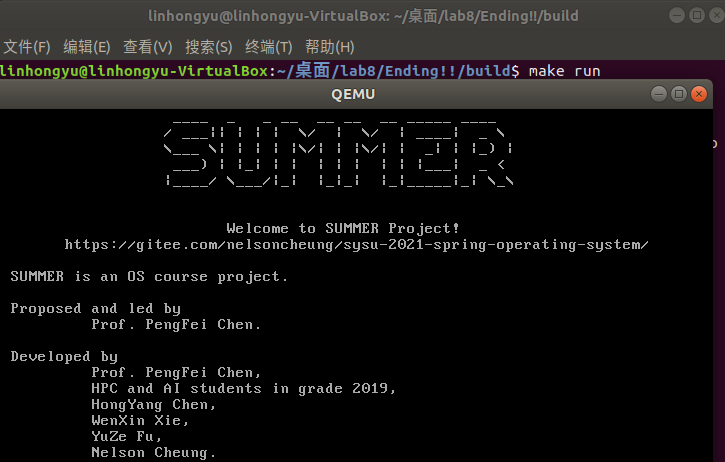 linhongyu@linhongyu-VirtualBox: ~/桌面/lab8/Ending!!/build
文件(F) 编辑(E) 查看(V) 搜索(S) 终端(T) 帮助(H)
linhongyu@linhongyu-VirtualBox:~/桌面/lab8/Ending!!/build$ make run
QEMU
SUMMER
Welcome to SUMMER Project!
https://gitee.com/nelsoncheung/sysu-2021-spring-operating-system/
SUMMER is an OS course project.
Proposed and led by
Prof. PengFei Chen.
Developed by
Prof. PengFei Chen,
HPC and AI students in grade 2019,
HongYang Chen,
WenXin Xie,
YuZe Fu,
Nelson Cheung.